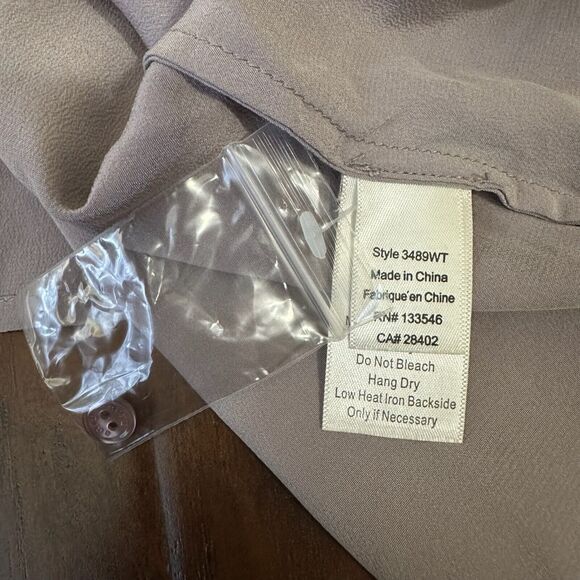 Style 3489WT
Made in China
Fabrique'en Chine
RN# 133546
CA# 28402
Do Not Bleach
Hang Dry
Low Heat Iron Backside
Only if Necessary